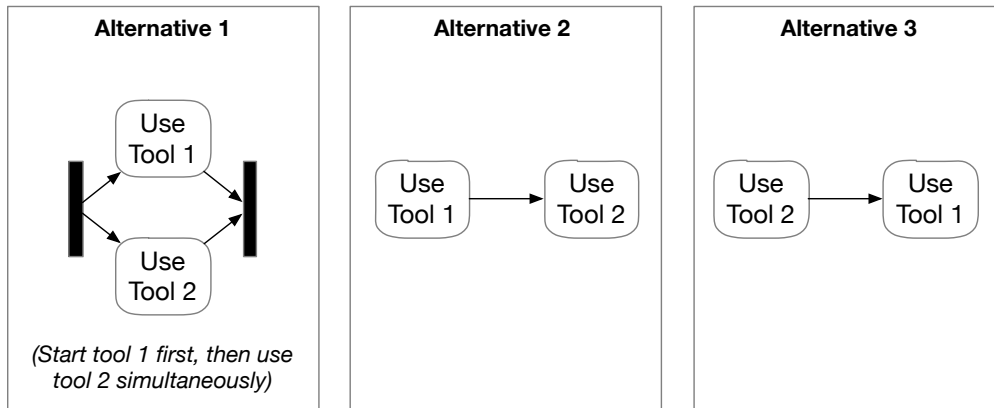 Alternative 1
Use
Tool 1
Use
Tool 2
(Start tool 1 first, then use
tool 2 simultaneously)
Alternative 2
Use
Tool 1
Use
Tool 2
Alternative 3
Use
Tool 2
Use
Tool 1